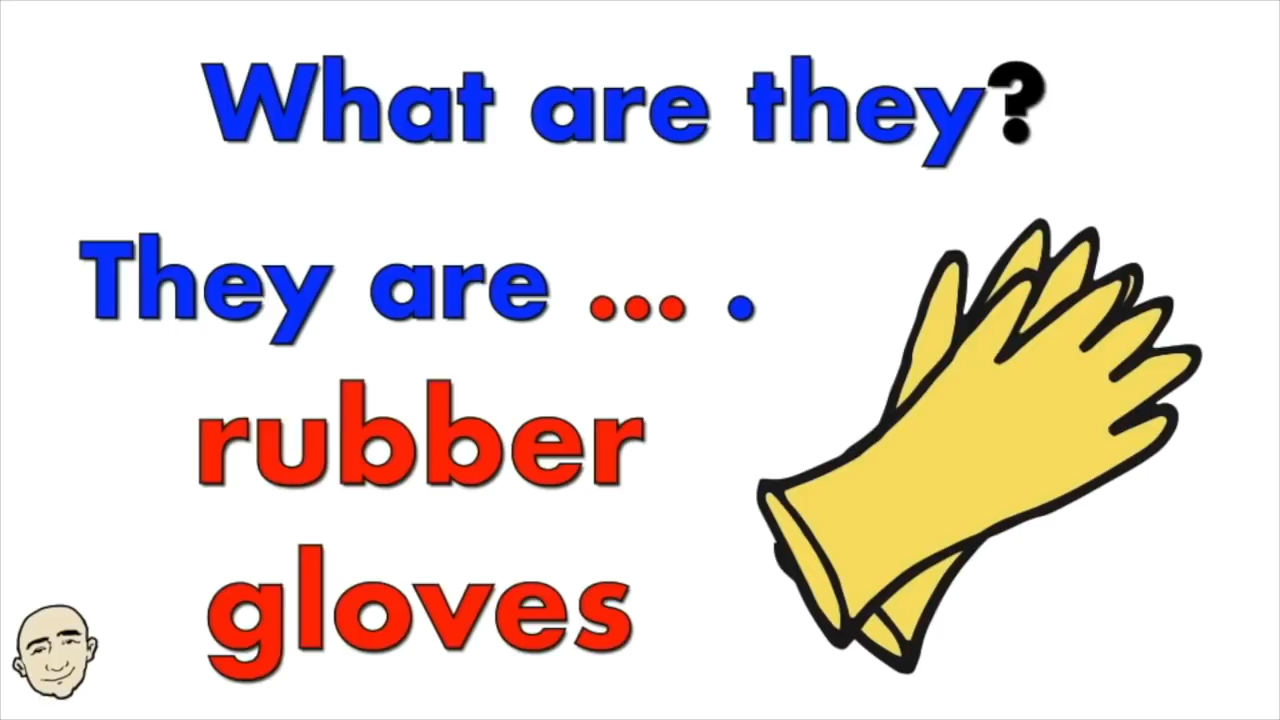 What are they?
They are ... .
rubber
gloves